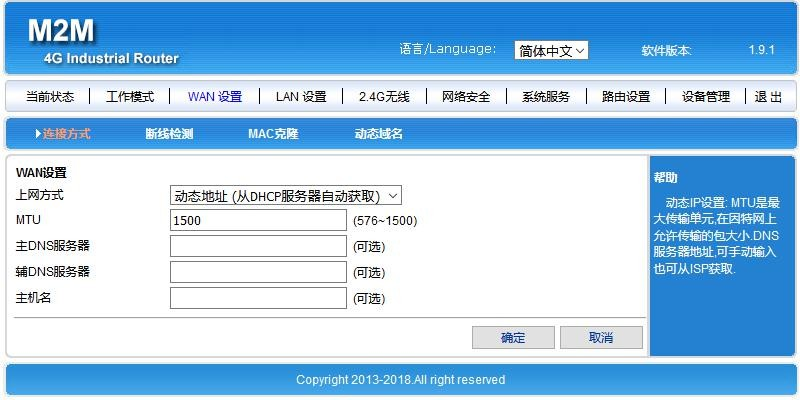 M2M
4G Industrial Router
语言/Language: 简体中文 软件版本: 1.9.1
当前状态 工作模式 WAN 设置 LAN 设置 2.4G无线 网络安全 系统服务 路由设置 设备管理 退 出
连接方式 断线检测 MAC克隆 动态域名
WAN设置
上网方式 动态地址 (从DHCP服务器自动获取)
MTU 1500 (576~1500)
主DNS服务器 (可选)
辅DNS服务器 (可选)
主机名 (可选)
确定 取消
帮助
动态IP设置: MTU是最
大传输单元,在因特网上
允许传输的包大小.DNS
服务器地址,可手动输入
也可从ISP获取.
Copyright 2013-2018.All right reserved